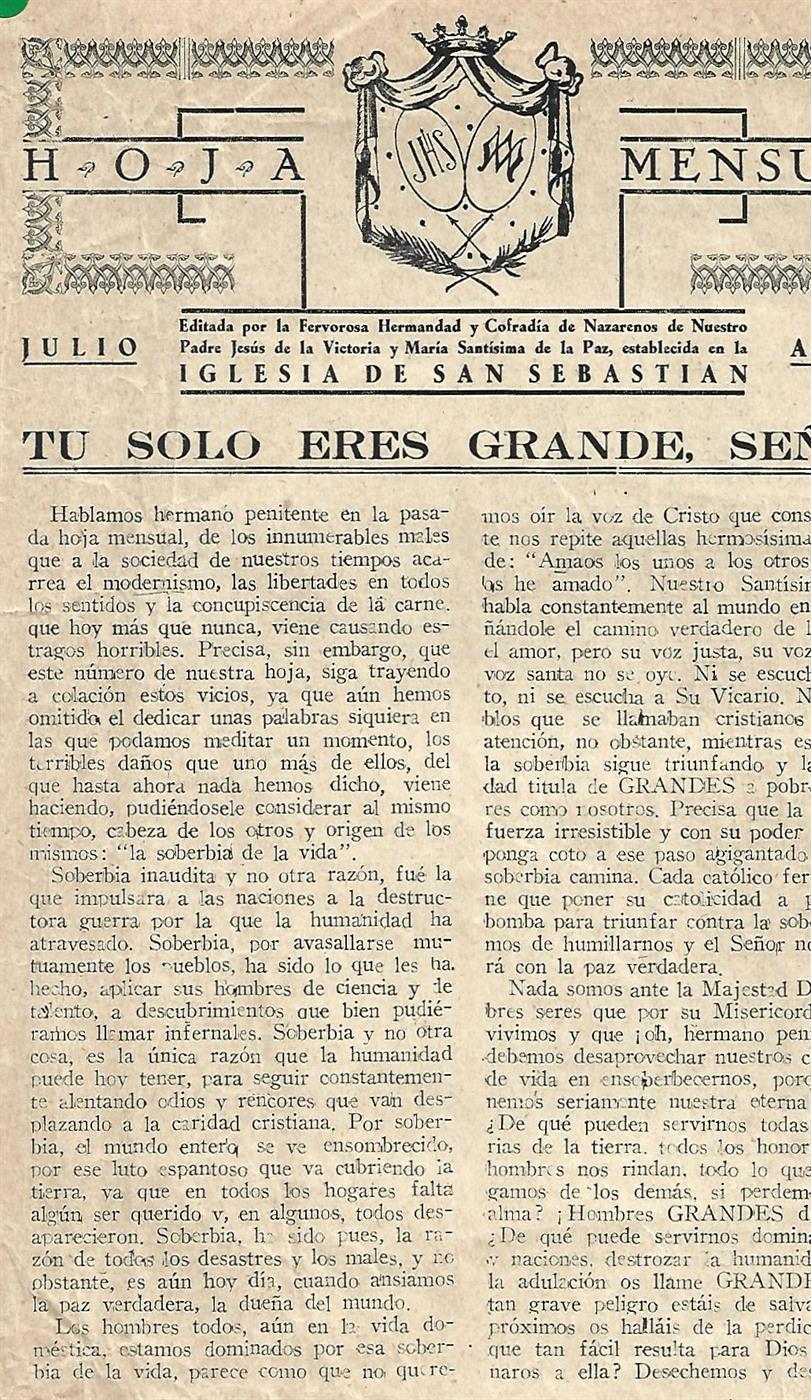 HOJA MENSU
JHS
JULIO
Editada por la Fervorosa Hermandad y Cofradía de Nazarenos de Nuestro
Padre Jesús de la Victoria y María Santísima de la Paz, establecida en la
IGLESIA DE SAN SEBASTIAN
A
TU SOLO ERES GRANDE, SEÑ
Hablamos hermano penitente en la pasa-
da hoja mensual, de los innumerables males
que a la sociedad de nuestros tiempos aca-
rrea el modernismo, las libertades en todos
los sentidos y la concupiscencia de la carne.
que hoy más que nunca, viene causando es-
tragos horribles. Precisa, sin embargo, que
este número de nuestra hoja, siga trayendo
a colación estos vicios, ya que aún hemos
omitido el dedicar unas palabras siquiera en
las que podamos meditar un momento, los
terribles daños que uno más de ellos, del
que hasta ahora nada hemos dicho, viene
haciendo, pudiéndosele considerar al mismo
tiempo, cabeza de los otros y origen de los
mismos: “la soberbia de la vida”.
Soberbia inaudita y no otra razón, fué la
que impulsara a las naciones a la destruc-
tora guerra por la que la humanidad ha
atravesado. Soberbia, por avasallarse mu-
tuamente los pueblos, ha sido lo que les ha.
hecho, aplicar sus hombres de ciencia y de
talento, a descubrimientos que bien pudié-
ramos llamar infernales. Soberbia y no otra
cosa, es la única razón que la humanidad
puede hoy tener, para seguir constantemen-
te alentando odios y rencores que van des-
plazando a la caridad cristiana. Por sober-
bia, el mundo entero se ve ensombrecido,
por ese luto espantoso que va cubriendo la
tierra, ya que en todos los hogares falta
algún ser querido y, en algunos, todos des-
aparecieron. Soberbia, ha sido pues, la ra-
zón de todos los desastres y los males, y no
obstante, es aún hoy día, cuando ansiamos
la paz verdadera, la dueña del mundo.
Los hombres todos, aún en la vida do-
méstica, estamos dominados por esa sober-
bia de la vida, parece como que no quere-
mos oír la voz de Cristo que cons
te nos repite aquellas hermosísima
de: “Amaos los unos a los otros
os he amado”. Nuestro Santísir
habla constantemente al mundo en
ñándole el camino verdadero de l
el amor, pero su voz justa, su voz
voz santa no se oye. Ni se escuch
to, ni se escucha a Su Vicario. N
blos que se llamaban cristianos
atención, no obstante, mientras es
la soberbia sigue triunfando y la
dad titula de GRANDES a pobr
res como nosotros. Precisa que la
fuerza irresistible y con su poder
ponga coto a ese paso agigantado
soberbia camina. Cada católico fer
ne que poner su catolicidad a p
bomba para triunfar contra la sob
mos de humillarnos y el Señor no
rá con la paz verdadera.
Nada somos ante la Majestad D
bres seres que por su Misericord
vivimos y que ¡oh, hermano pen
debemos desaprovechar nuestros c
de vida en ensoberbecernos, porq
nemos seriamente nuestra eterna
¿De qué pueden servirnos todas
rias de la tierra. todos los honor
hombres nos rindan. todo lo que
gamos de los demás, si perdem
alma? ¡Hombres GRANDES d
¿De qué puede servirnos domina
y naciones, destrozar la humanid
la adulación os llame GRANDE
tan grave peligro estáis de salva
próximos os halláis de la perdic
que tan fácil resulta para Dios
naros a ella? Desechemos y de